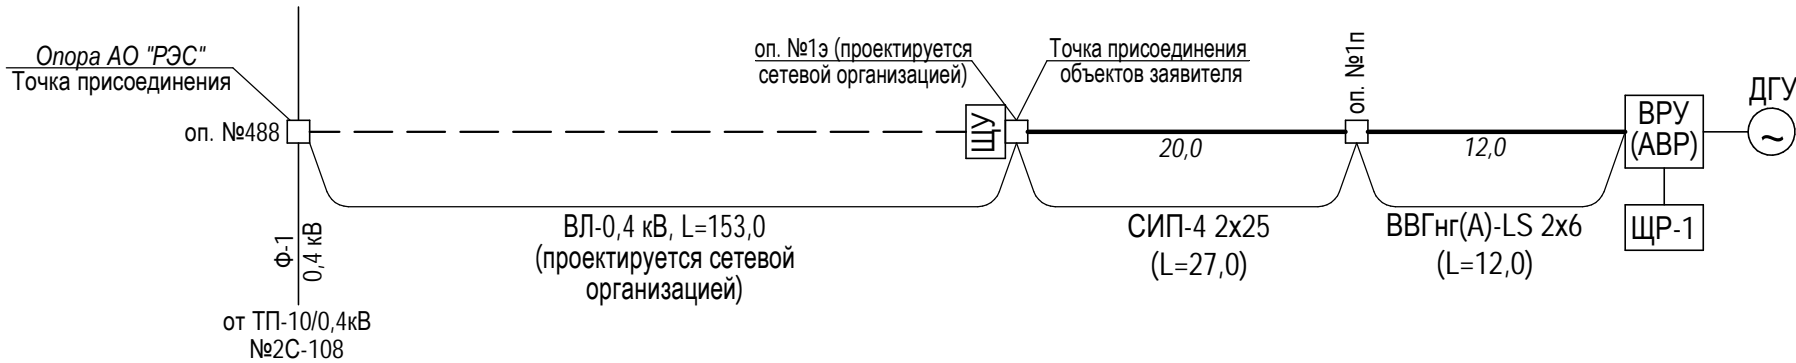 Опора АО "РЭС"
Точка присоединения
оп. №488
Ф-1
0,4 кВ
от ТП-10/0,4кВ
№2С-108
ВЛ-0,4 кВ, L=153,0
(проектируется сетевой
организацией)
оп. №1э (проектируется
сетевой организацией)
ЩУ
Точка присоединения
объектов заявителя
20,0
СИП-4 2х25
(L=27,0)
оп. №1п
12,0
ВВГнг(А)-LS 2х6
(L=12,0)
ВРУ
(АВР)
ЩР-1
ДГУ
~